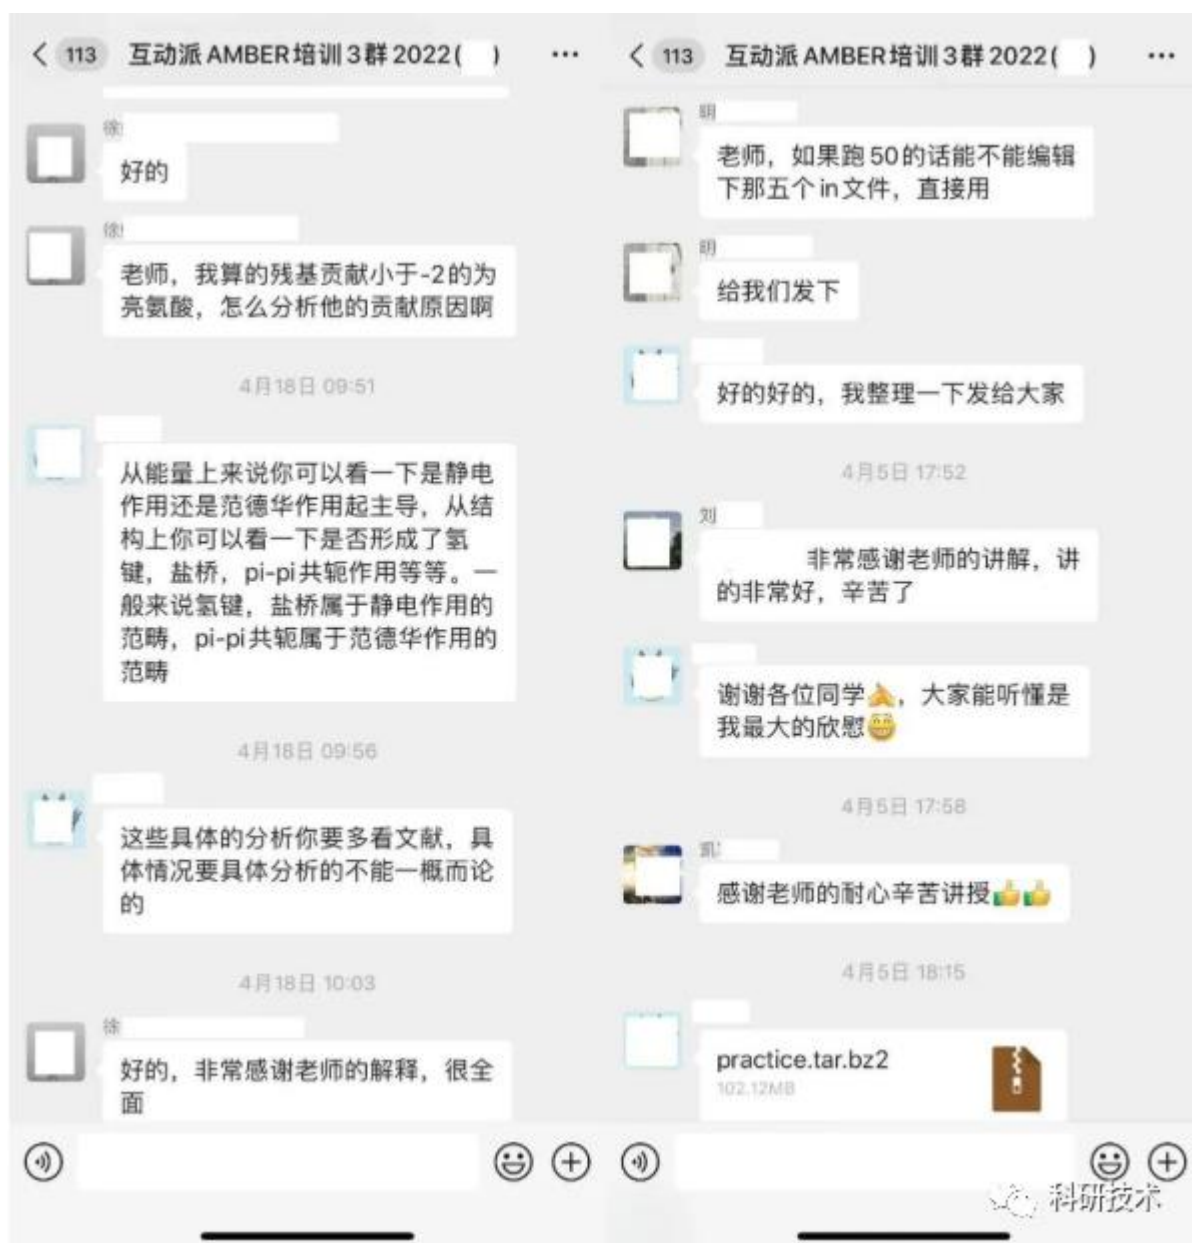 113 互动派AMBER培训3群2022( ) ···
徐
好的
徐
老师，我算的残基贡献小于-2的为
亮氨酸，怎么分析他的贡献原因啊
4月18日 09:51
从能量上来说你可以看一下是静电
作用还是范德华作用起主导，从结
构上你可以看一下是否形成了氢
键，盐桥，pi-pi共轭作用等等。一
般来说氢键，盐桥属于静电作用的
范畴，pi-pi共轭属于范德华作用的
范畴
4月18日 09:56
这些具体的分析你要多看文献，具
体情况要具体分析的不能一概而论
的
4月18日 10:03
徐
好的，非常感谢老师的解释，很全
面
113 互动派AMBER培训3群2022( ) ···
明
老师，如果跑50的话能不能编辑
下那五个in文件，直接用
明
给我们发下
好的好的，我整理一下发给大家
4月5日 17:52
刘
非常感谢老师的讲解，讲
的非常好，辛苦了
谢谢各位同学🙏，大家能听懂是
我最大的欣慰😁
4月5日 17:58
凯
感谢老师的耐心辛苦讲授👍👍
4月5日 18:15
practice.tar.bz2
102.12MB
科研技术